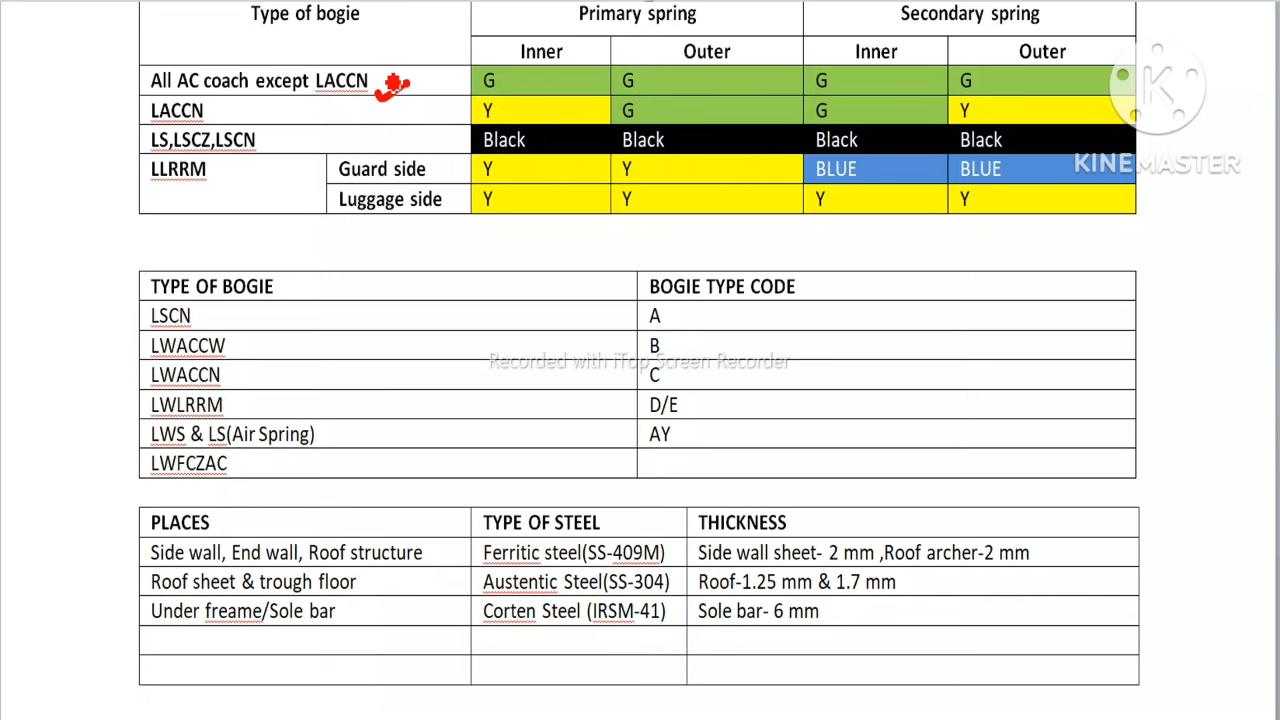 Type of bogie Primary spring Secondary spring
Inner Outer Inner Outer
All AC coach except LACCN G G G G
LACCN Y G G Y
LS,LSCZ,LSCN Black Black Black Black
LLRRM Guard side Y Y BLUE BLUE
Luggage side Y Y Y Y
K
KINEMASTER
TYPE OF BOGIE BOGIE TYPE CODE
LSCN A
LWACCW B
Recorded with iTop Screen Recorder
LWACCN C
LWLRRM D/E
LWS & LS(Air Spring) AY
LWFCZAC
PLACES TYPE OF STEEL THICKNESS
Side wall, End wall, Roof structure Ferritic steel(SS-409M) Side wall sheet- 2 mm ,Roof archer-2 mm
Roof sheet & trough floor Austentic Steel(SS-304) Roof-1.25 mm & 1.7 mm
Under freame/Sole bar Corten Steel (IRSM-41) Sole bar- 6 mm